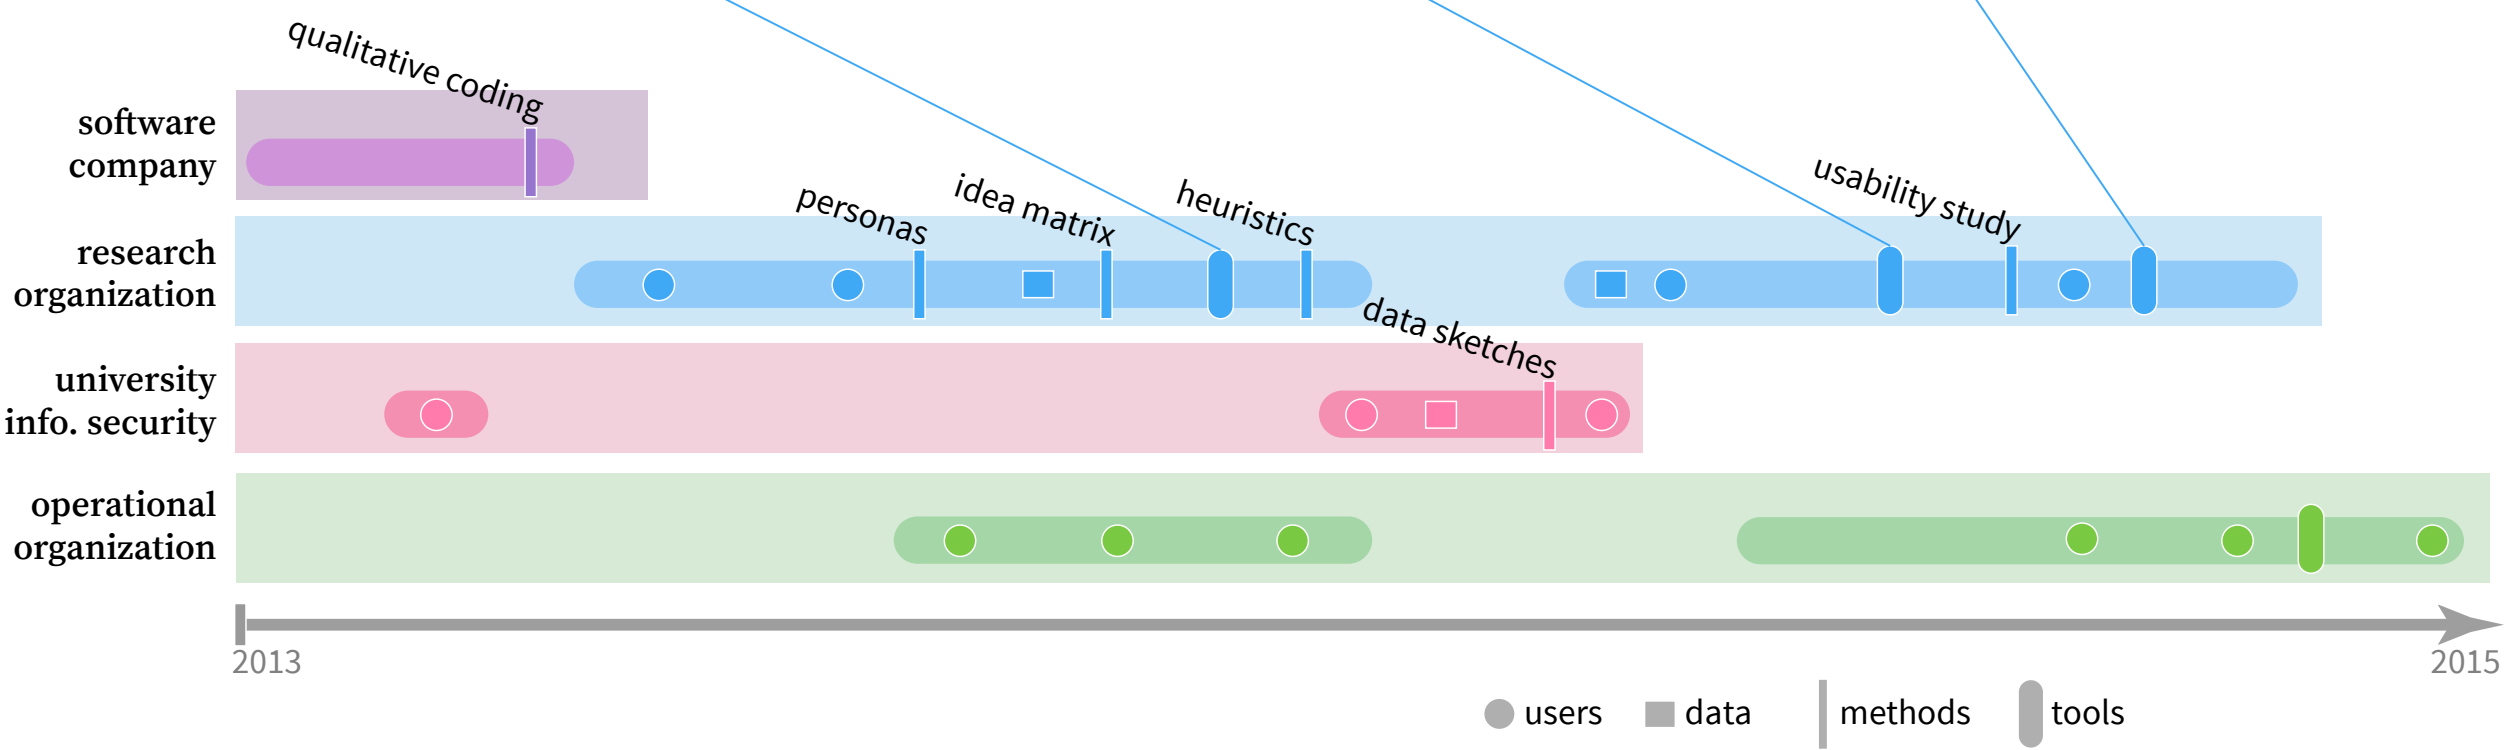 qualitative coding
software
company
personas
idea matrix
heuristics
usability study
research
organization
data sketches
university
info. security
operational
organization
2013
2015
users
data
methods
tools